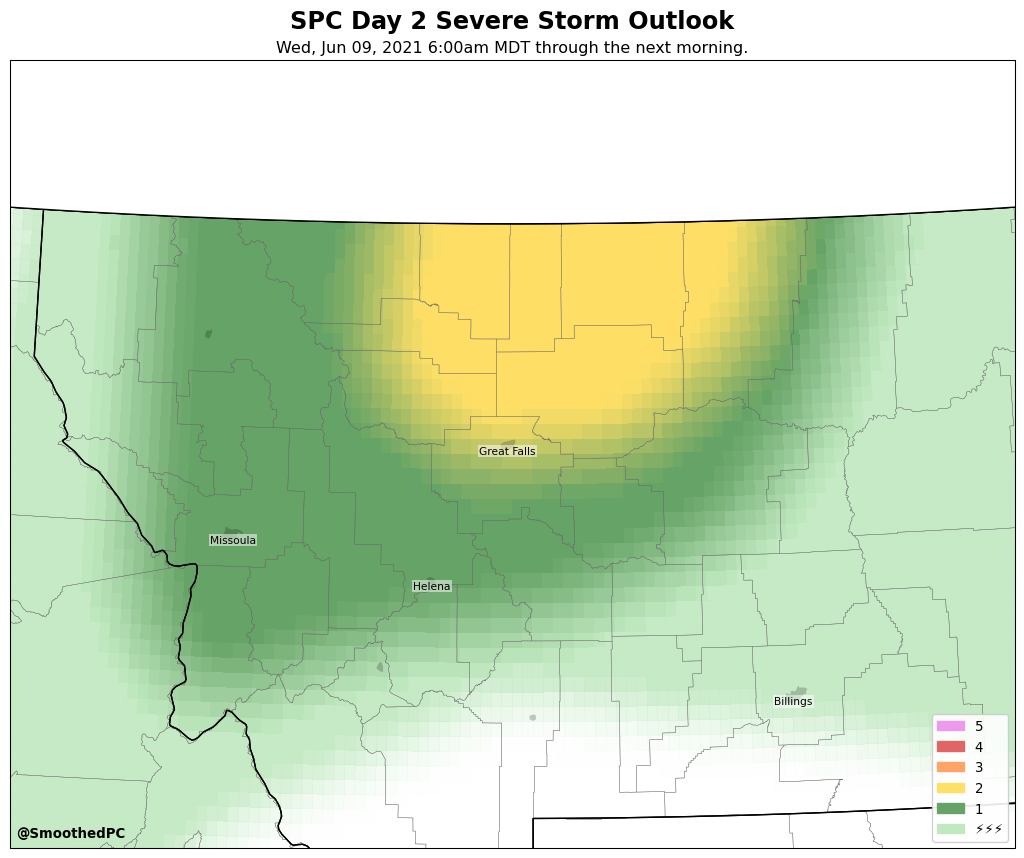 SPC Day 2 Severe Storm Outlook
Wed, Jun 09, 2021 6:00am MDT through the next morning.
Great Falls
Missoula
Helena
Billings
5
4
3
2
1
⚡⚡⚡
@SmoothedPC